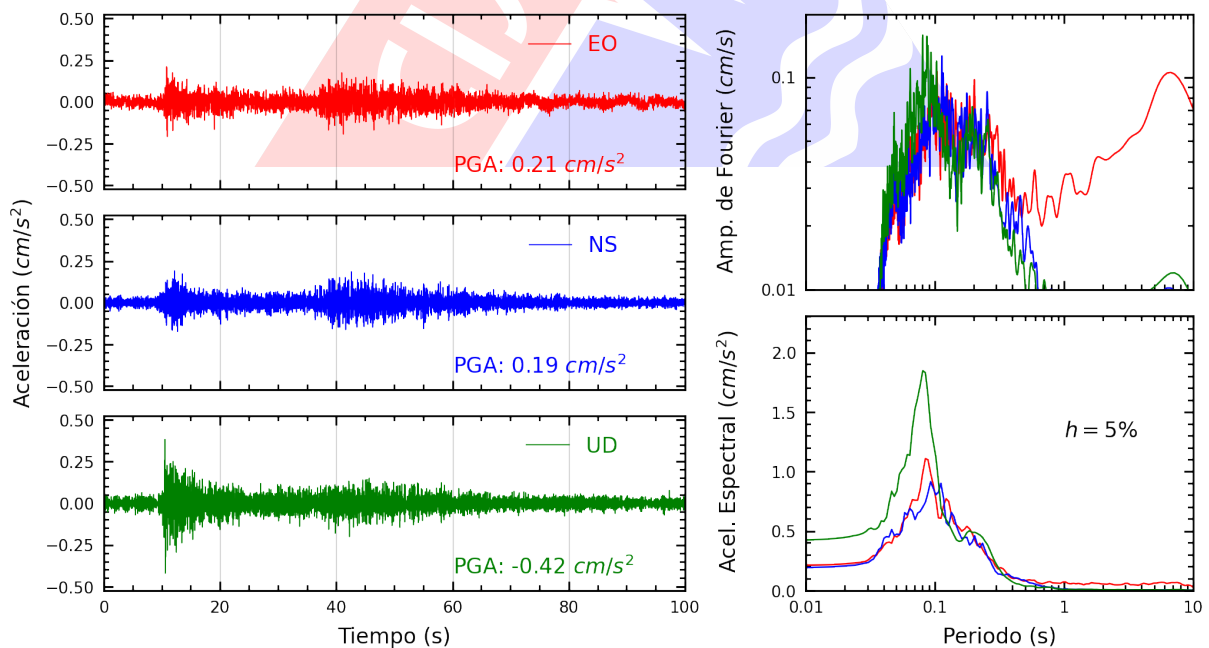 0.50
0.25
0.00
−0.25
−0.50
EO
PGA: 0.21 cm/s²
0.50
0.25
0.00
−0.25
−0.50
NS
PGA: 0.19 cm/s²
0.50
0.25
0.00
−0.25
−0.50
UD
PGA: -0.42 cm/s²
0 20 40 60 80 100
Tiempo (s)
Aceleración (cm/s²)
Amp. de Fourier (cm/s)
0.1
0.01
Acel. Espectral (cm/s²)
2.0
1.5
1.0
0.5
0.0
h = 5%
0.01 0.1 1 10
Periodo (s)